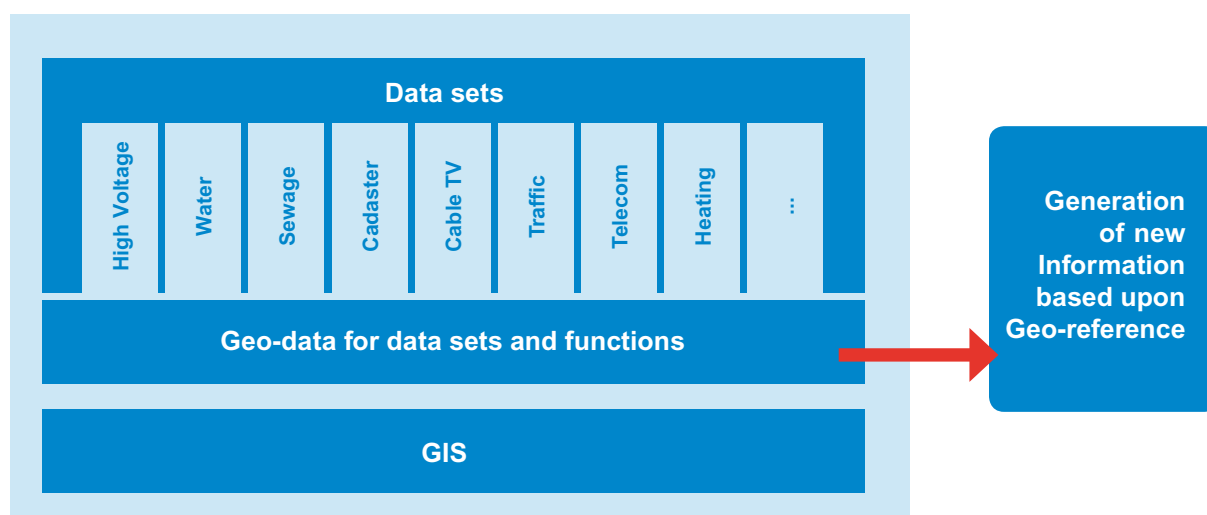 Data sets
High Voltage
Water
Sewage
Cadaster
Cable TV
Traffic
Telecom
Heating
...
Geo-data for data sets and functions
GIS
Generation
of new
Information
based upon
Geo-reference